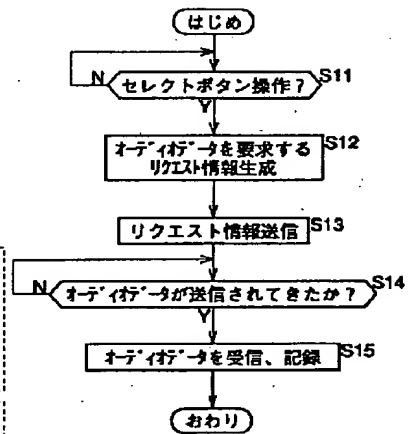 はじめ
N
セレクトボタン操作?
S11
Y
オーディオデータを要求する
リクエスト情報生成
S12
リクエスト情報送信
S13
N
オーディオデータが送信されてきたか?
S14
Y
オーディオデータを受信、記録
S15
おわり